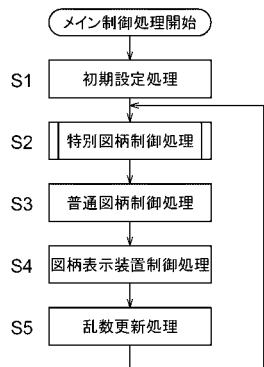 メイン制御処理開始
S1 初期設定処理
S2 特別図柄制御処理
S3 普通図柄制御処理
S4 図柄表示装置制御処理
S5 乱数更新処理